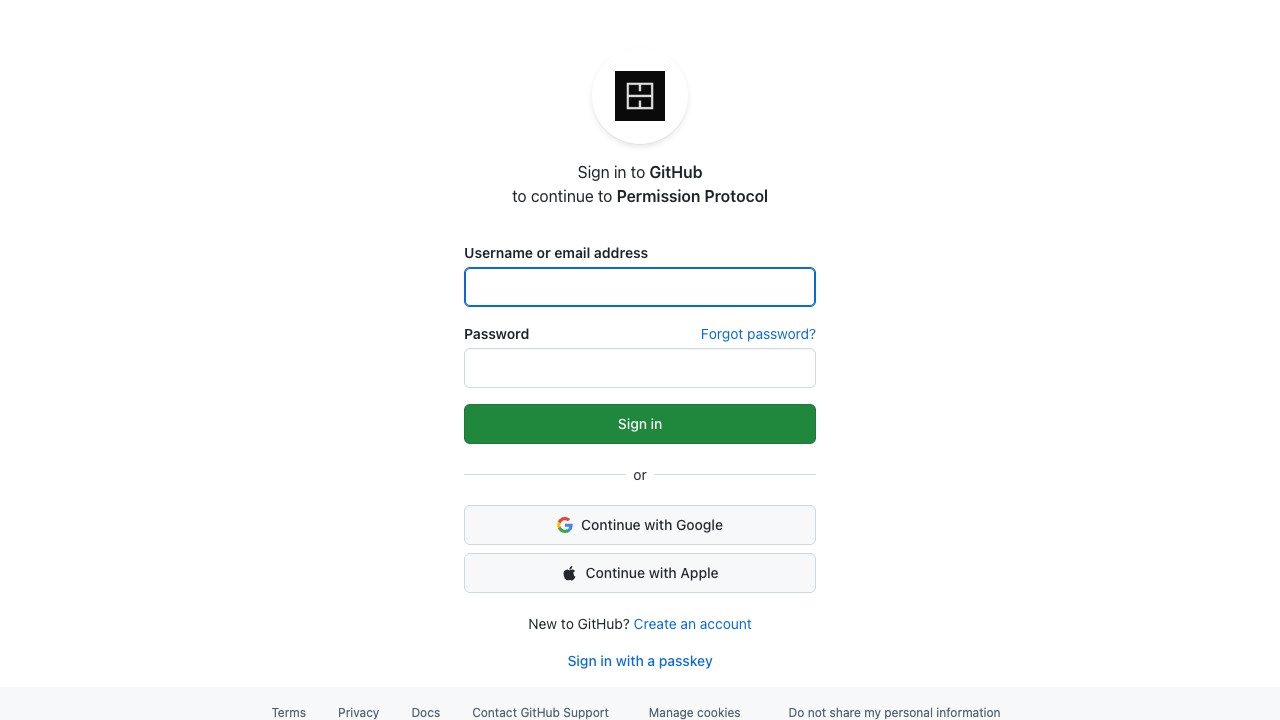 Sign in to GitHub
to continue to Permission Protocol
Username or email address
Password
Forgot password?
Sign in
or
Continue with Google
Continue with Apple
New to GitHub? Create an account
Sign in with a passkey
Terms Privacy Docs Contact GitHub Support Manage cookies Do not share my personal information